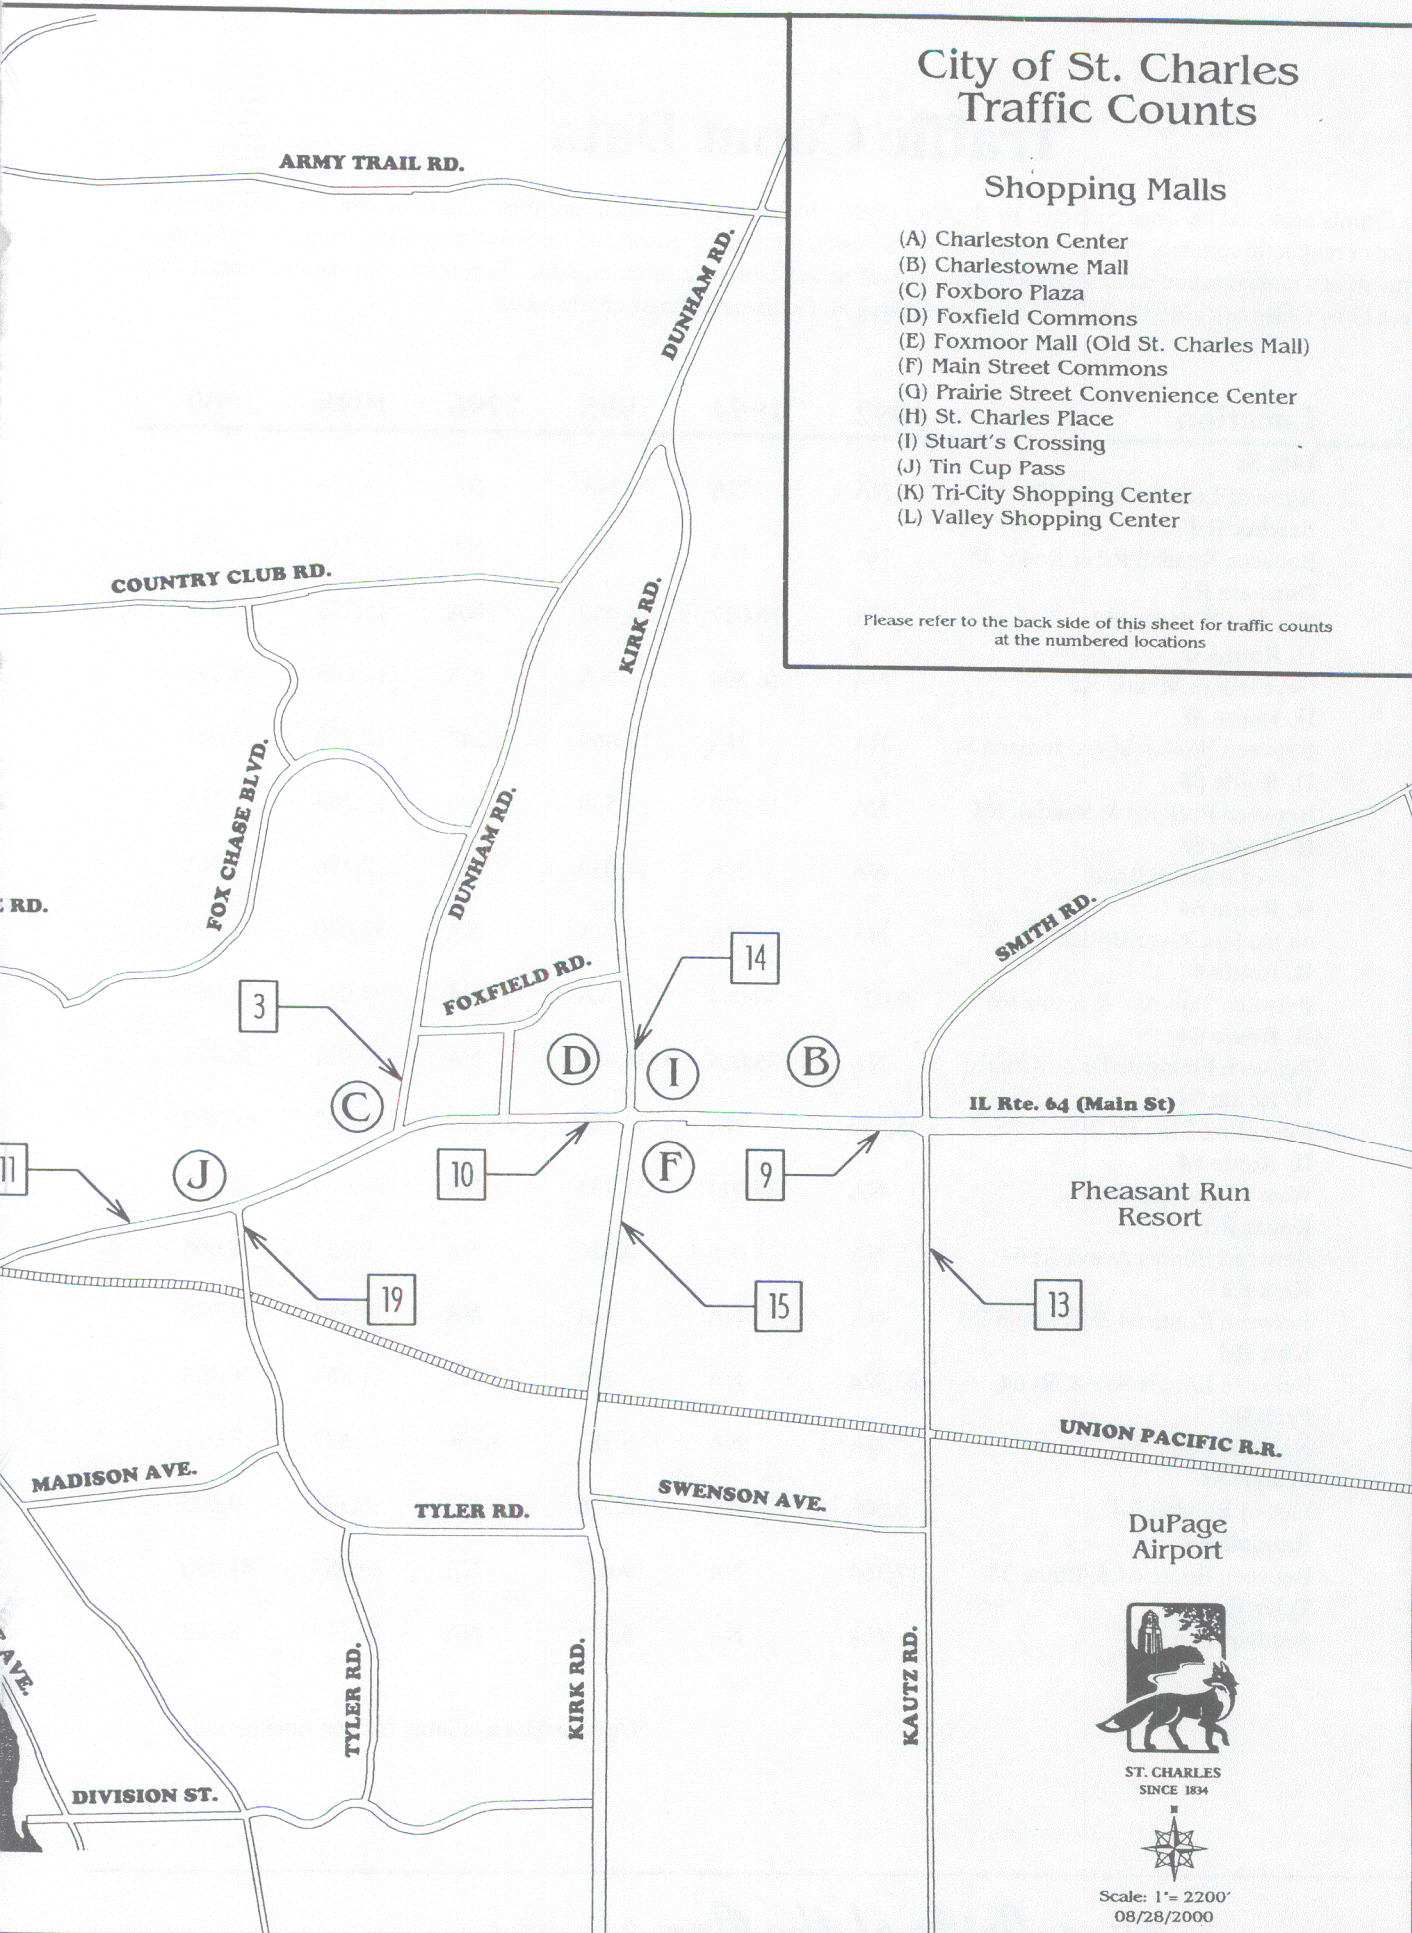 City of St. Charles
Traffic Counts
Shopping Malls
(A) Charleston Center
(B) Charlestowne Mall
(C) Foxboro Plaza
(D) Foxfield Commons
(E) Foxmoor Mall (Old St. Charles Mall)
(F) Main Street Commons
(G) Prairie Street Convenience Center
(H) St. Charles Place
(I) Stuart's Crossing
(J) Tin Cup Pass
(K) Tri-City Shopping Center
(L) Valley Shopping Center
Please refer to the back side of this sheet for traffic counts
at the numbered locations
ARMY TRAIL RD.
DUNHAM RD.
COUNTRY CLUB RD.
KIRK RD.
FOX CHASE BLVD.
DUNHAM RD.
RD.
SMITH RD.
FOXFIELD RD.
14
3
D
I
B
C
IL Rte. 64 (Main St)
11
J
10
F
9
Pheasant Run
Resort
19
15
13
UNION PACIFIC R.R.
MADISON AVE.
SWENSON AVE.
TYLER RD.
DuPage
Airport
AVE.
TYLER RD.
KIRK RD.
KAUTZ RD.
DIVISION ST.
ST. CHARLES
SINCE 1834
N
Scale: 1"= 2200'
08/28/2000